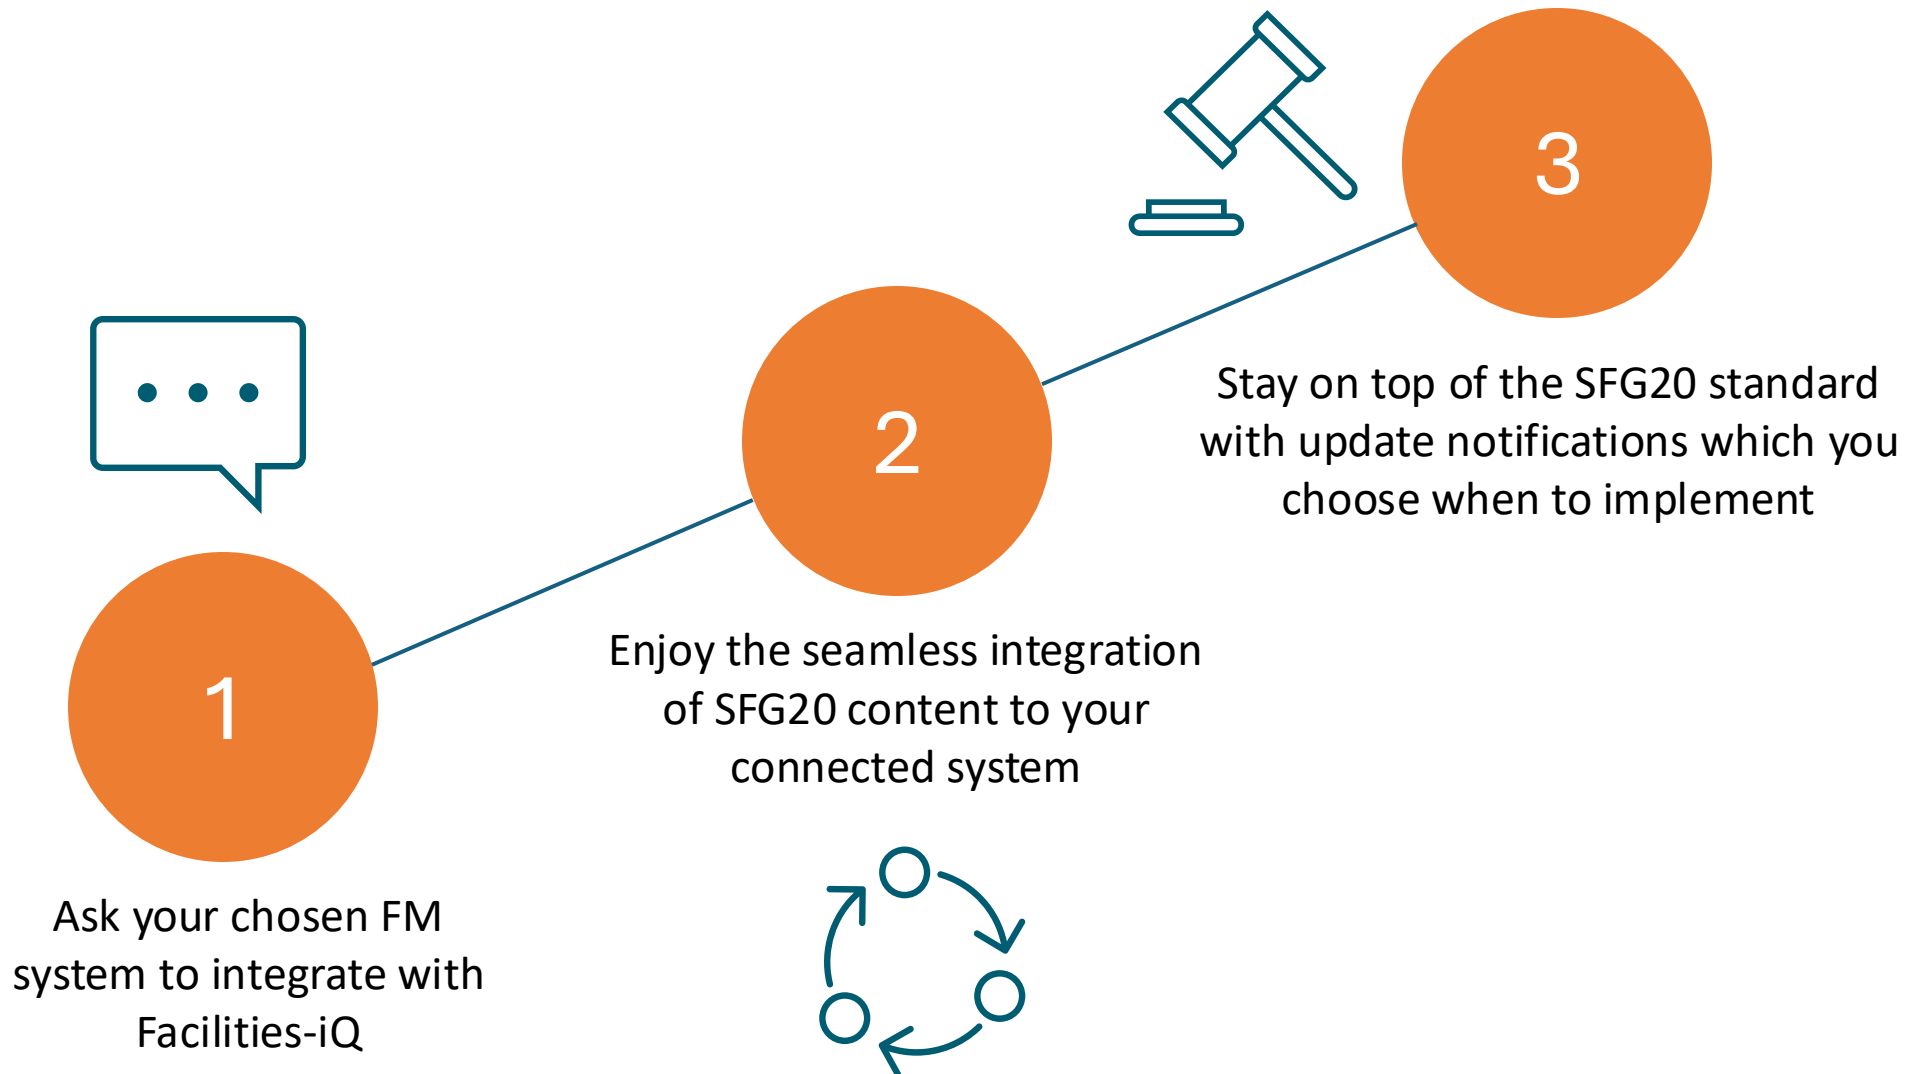 1
Ask your chosen FM
system to integrate with
Facilities-iQ
2
Enjoy the seamless integration
of SFG20 content to your
connected system
3
Stay on top of the SFG20 standard
with update notifications which you
choose when to implement